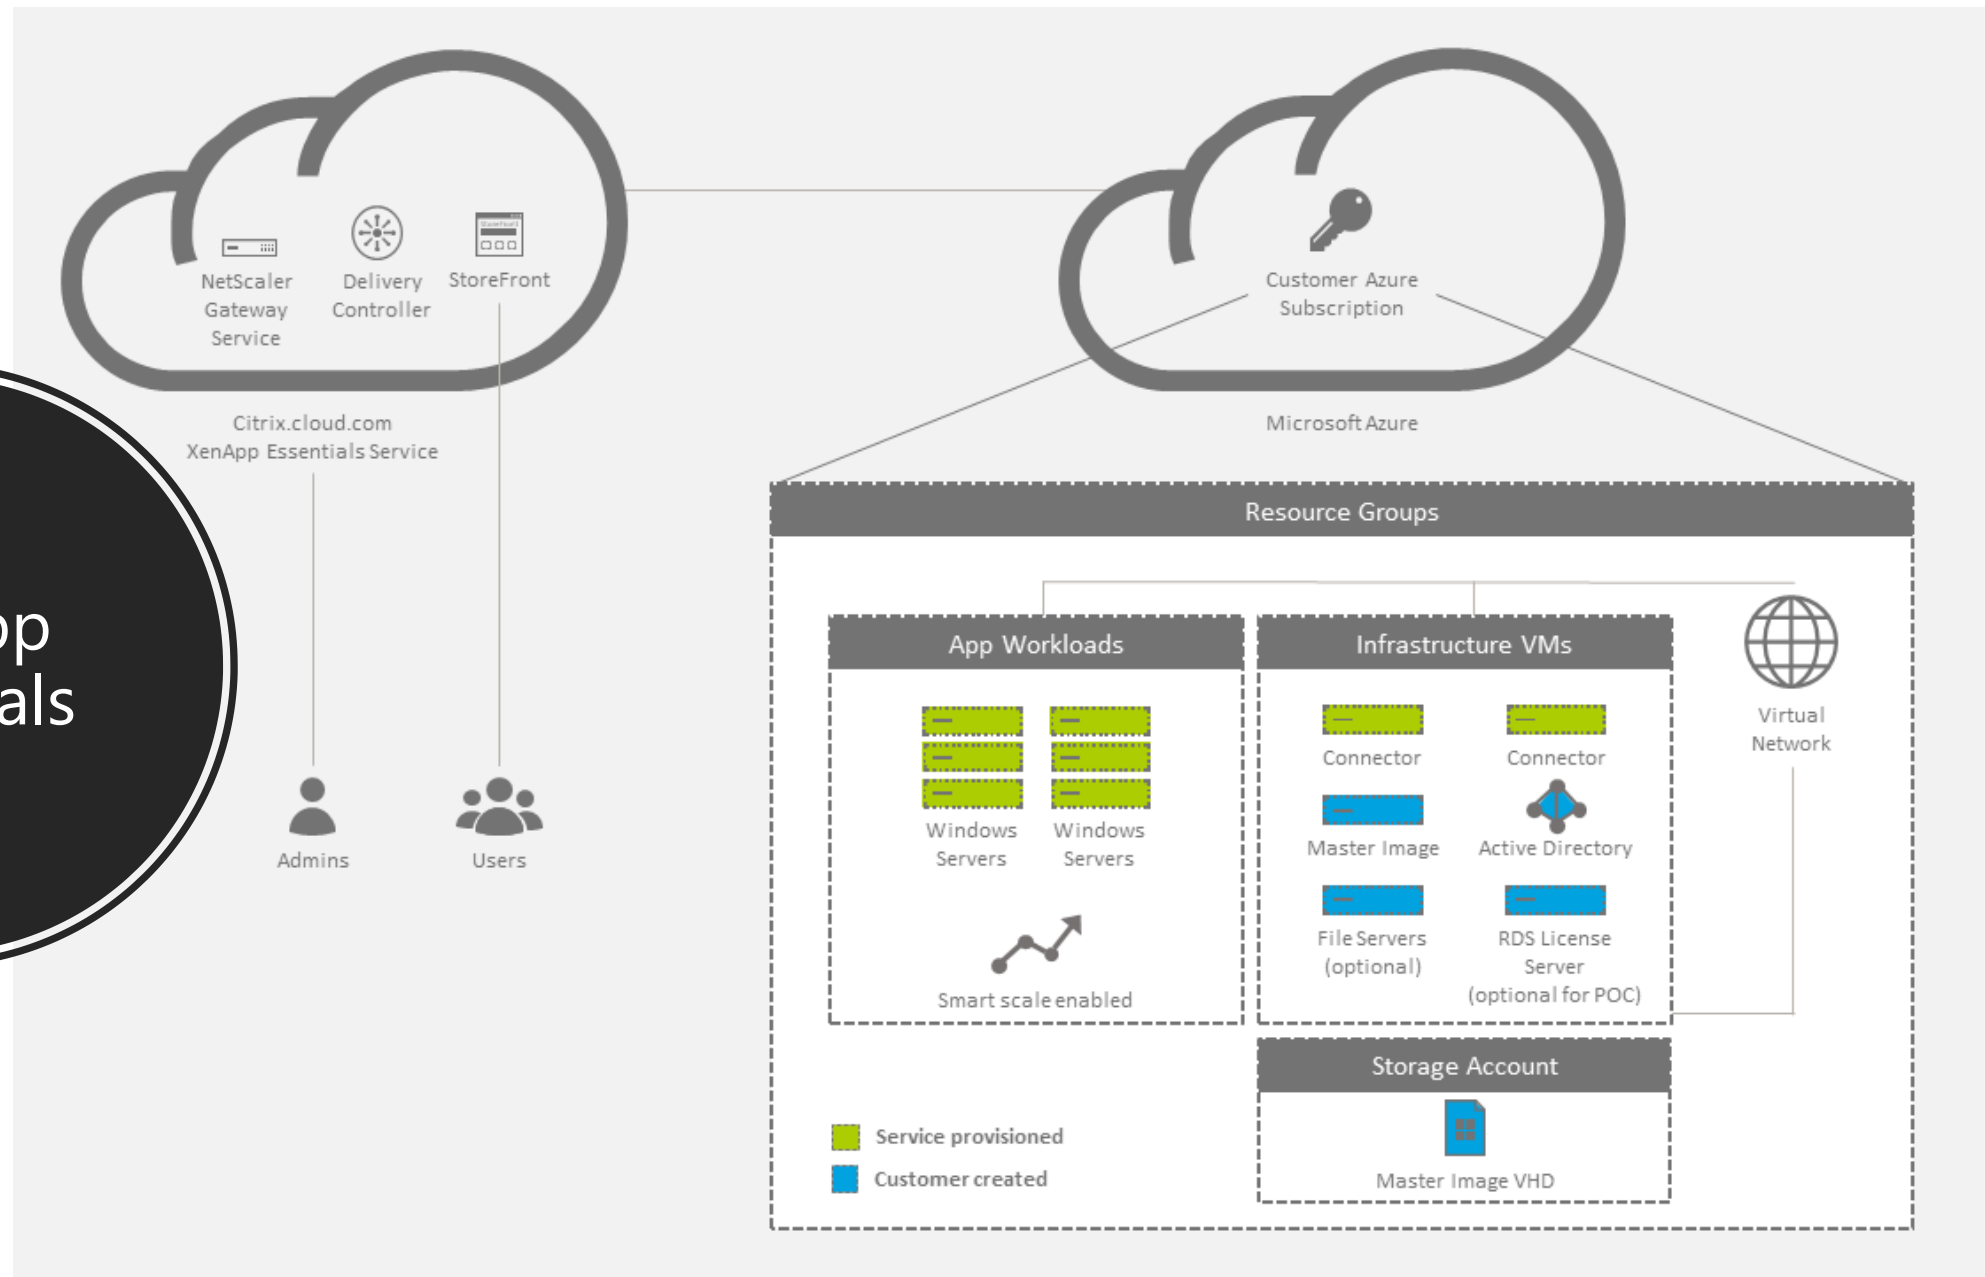 NetScaler
Gateway
Service
Delivery
Controller
StoreFront
StoreFront
Citrix.cloud.com
XenApp Essentials Service
Admins
Users
pp
als
Customer Azure
Subscription
Microsoft Azure
Resource Groups
App Workloads
Windows
Servers
Windows
Servers
Smart scale enabled
Infrastructure VMs
Connector
Connector
Master Image
Active Directory
File Servers
(optional)
RDS License
Server
(optional for POC)
Virtual
Network
Storage Account
Master Image VHD
Service provisioned
Customer created